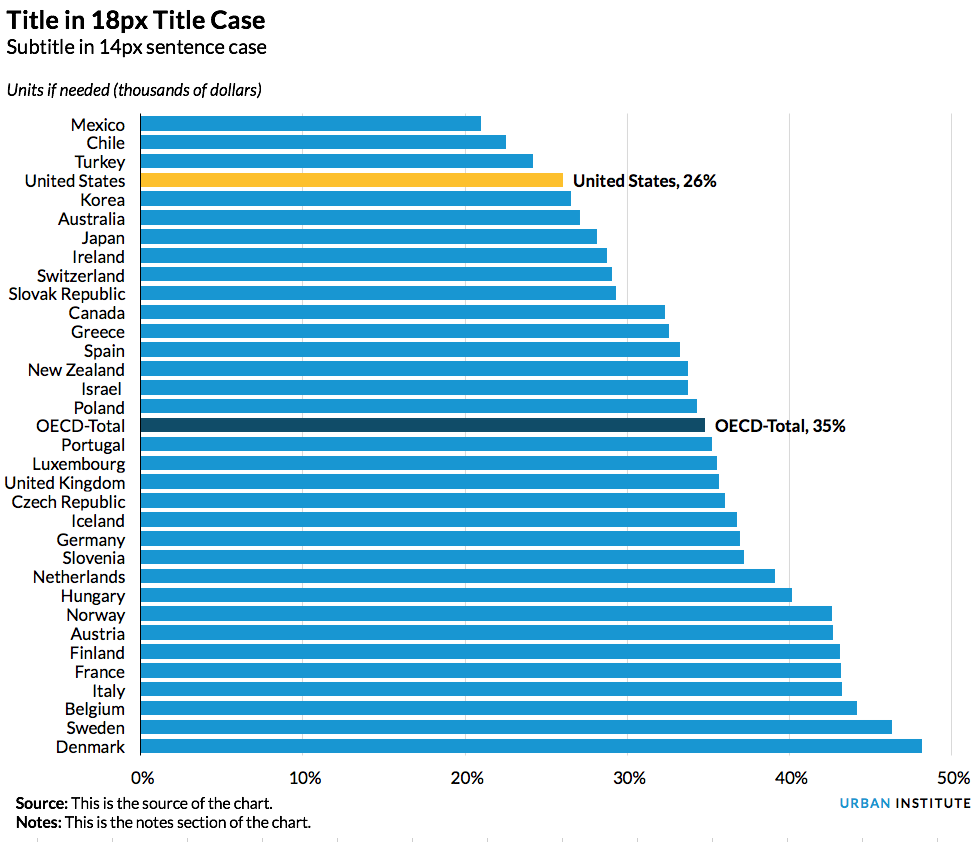 Title in 18px Title Case
Subtitle in 14px sentence case
Units if needed (thousands of dollars)
Mexico
Chile
Turkey
United States United States, 26%
Korea
Australia
Japan
Ireland
Switzerland
Slovak Republic
Canada
Greece
Spain
New Zealand
Israel
Poland
OECD-Total OECD-Total, 35%
Portugal
Luxembourg
United Kingdom
Czech Republic
Iceland
Germany
Slovenia
Netherlands
Hungary
Norway
Austria
Finland
France
Italy
Belgium
Sweden
Denmark
0% 10% 20% 30% 40% 50%
Source: This is the source of the chart. URBAN INSTITUTE
Notes: This is the notes section of the chart.